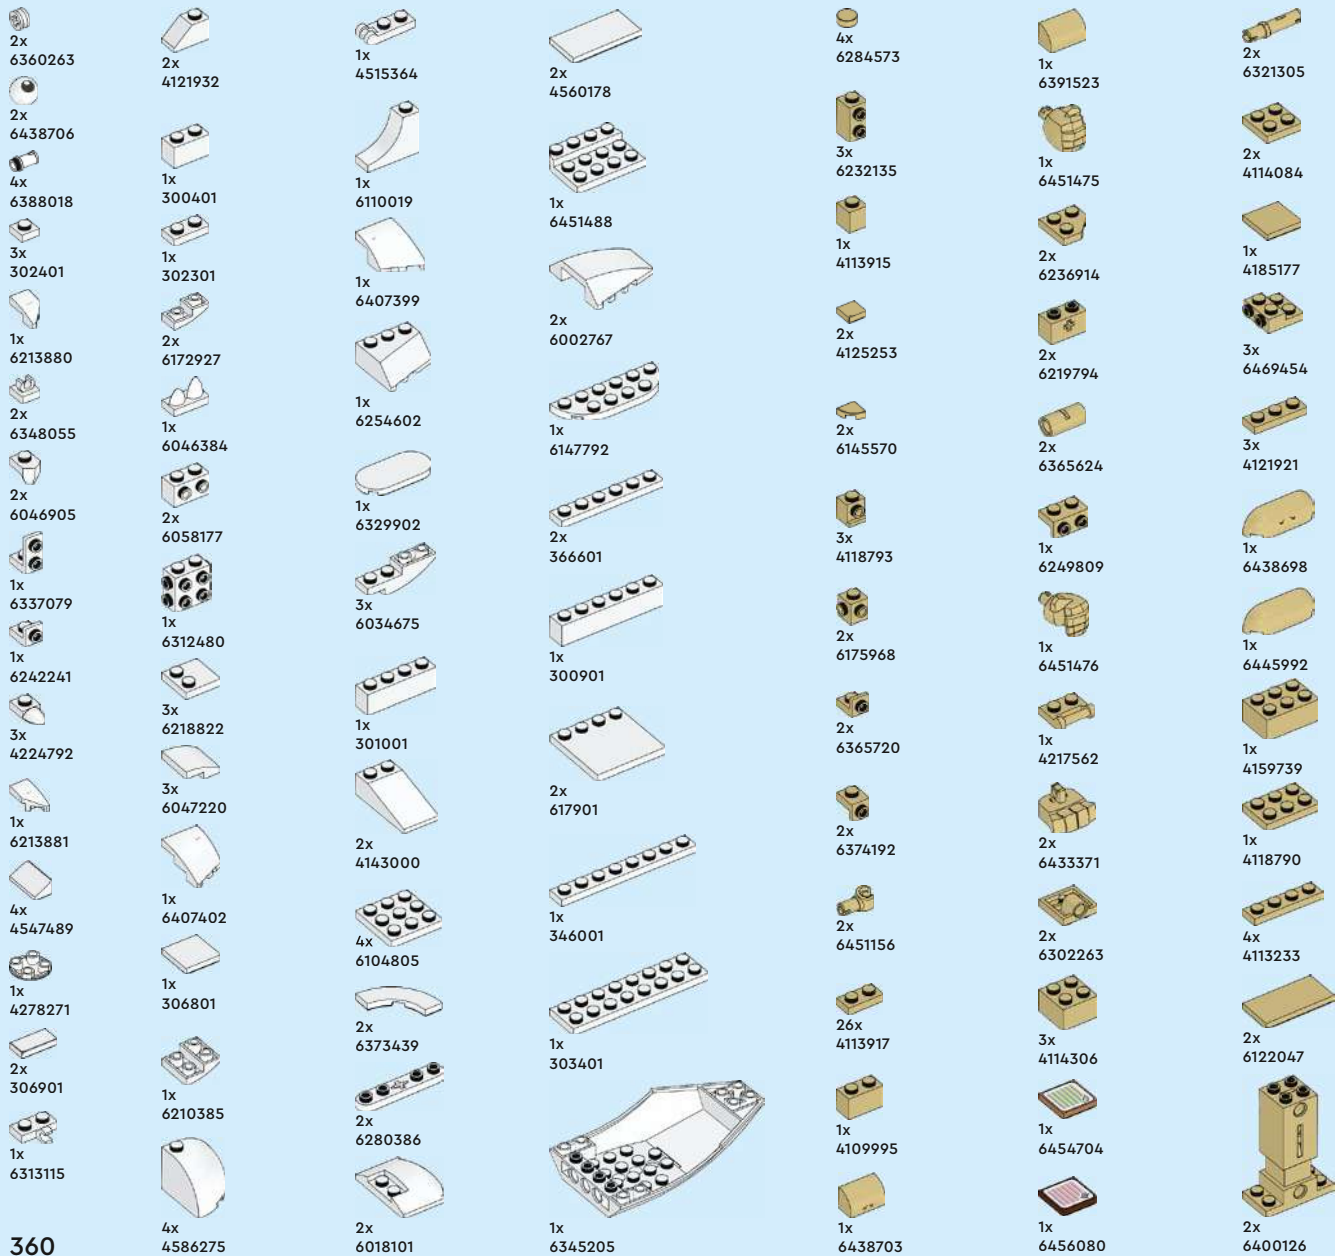 2x
6360263
2x
6438706
4x
6388018
3x
302401
1x
6213880
2x
6348055
2x
6046905
1x
6337079
1x
6242241
3x
4224792
1x
6213881
4x
4547489
1x
4278271
2x
306901
1x
6313115
2x
4121932
1x
300401
1x
302301
2x
6172927
1x
6046384
2x
6058177
1x
6312480
3x
6218822
3x
6047220
1x
6407402
1x
306801
1x
6210385
4x
4586275
1x
4515364
1x
6110019
1x
6407399
1x
6254602
1x
6329902
3x
6034675
1x
301001
2x
4143000
4x
6104805
2x
6373439
2x
6280386
2x
6018101
2x
4560178
1x
6451488
2x
6002767
1x
6147792
2x
366601
1x
300901
2x
617901
1x
346001
1x
303401
1x
6345205
4x
6284573
3x
6232135
1x
4113915
2x
4125253
2x
6145570
3x
4118793
2x
6175968
2x
6365720
2x
6374192
2x
6451156
26x
4113917
1x
4109995
1x
6438703
1x
6391523
1x
6451475
2x
6236914
2x
6219794
2x
6365624
1x
6249809
1x
6451476
1x
4217562
2x
6433371
2x
6302263
3x
4114306
1x
6454704
1x
6456080
2x
6321305
2x
4114084
1x
4185177
3x
6469454
3x
4121921
1x
6438698
1x
6445992
1x
4159739
1x
4118790
4x
4113233
2x
6122047
2x
6400126
360